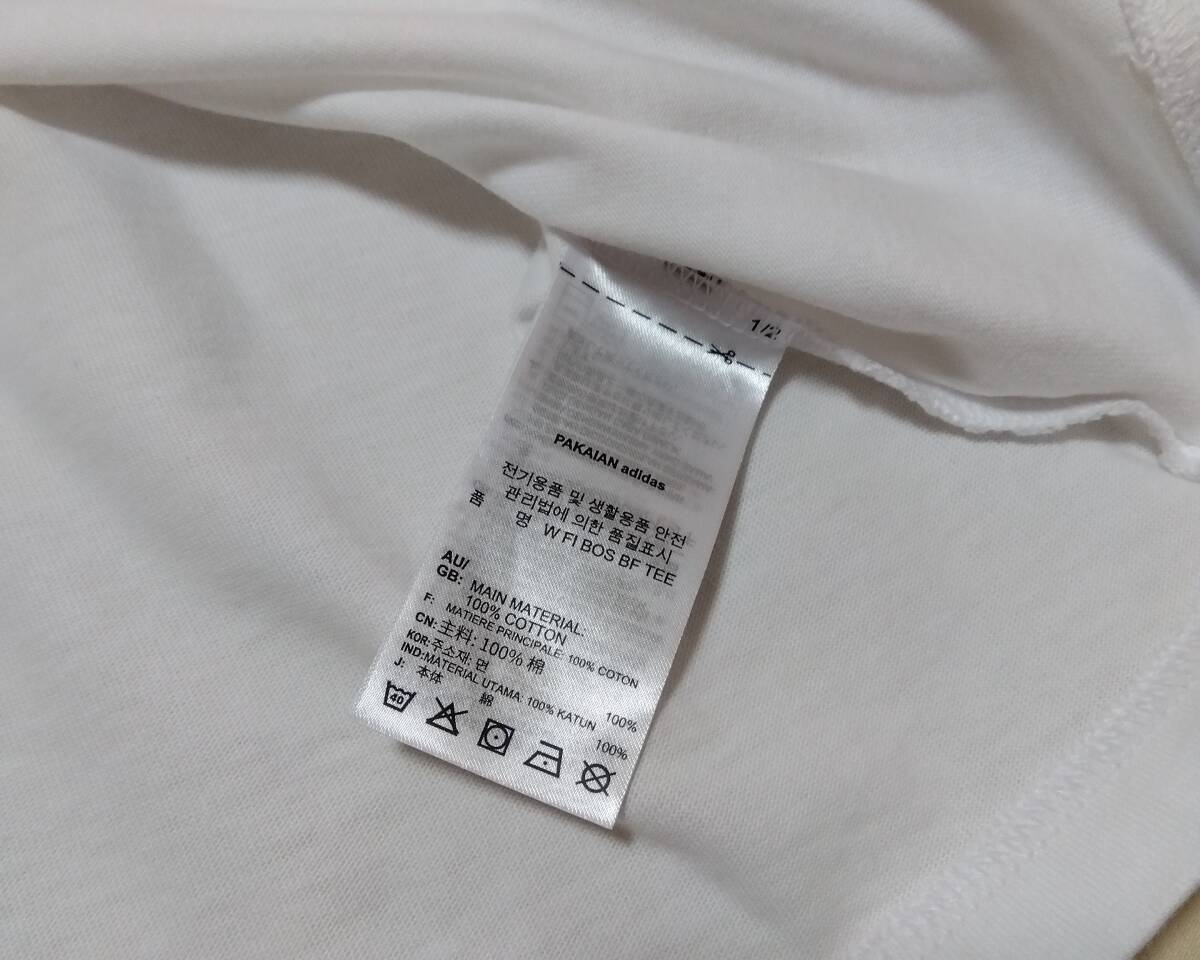 1/2
PAKAIAN adidas
전기용품 및 생활용품 안전
관리법에 의한 품질표시
품 명 W FI BOS BF TEE
AU/
GB: MAIN MATERIAL:
100% COTTON
F: MATIERE PRINCIPALE: 100% COTON
CN: 主料: 100% 棉
KOR: 주소재: 면 100%
IND: MATERIAL UTAMA: 100% KATUN
J: 本体 綿 100%
40